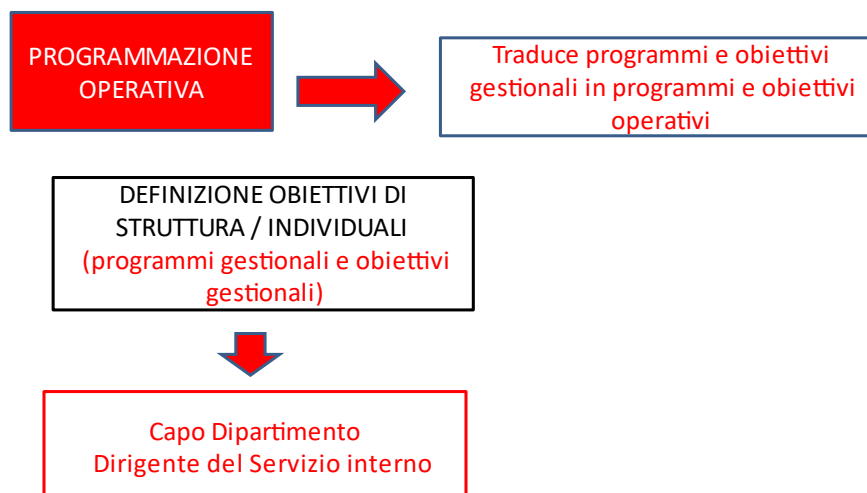 PROGRAMMAZIONE
OPERATIVA
Traduce programmi e obiettivi
gestionali in programmi e obiettivi
operativi
DEFINIZIONE OBIETTIVI DI
STRUTTURA / INDIVIDUALI
(programmi gestionali e obiettivi
gestionali)
Capo Dipartimento
Dirigente del Servizio interno